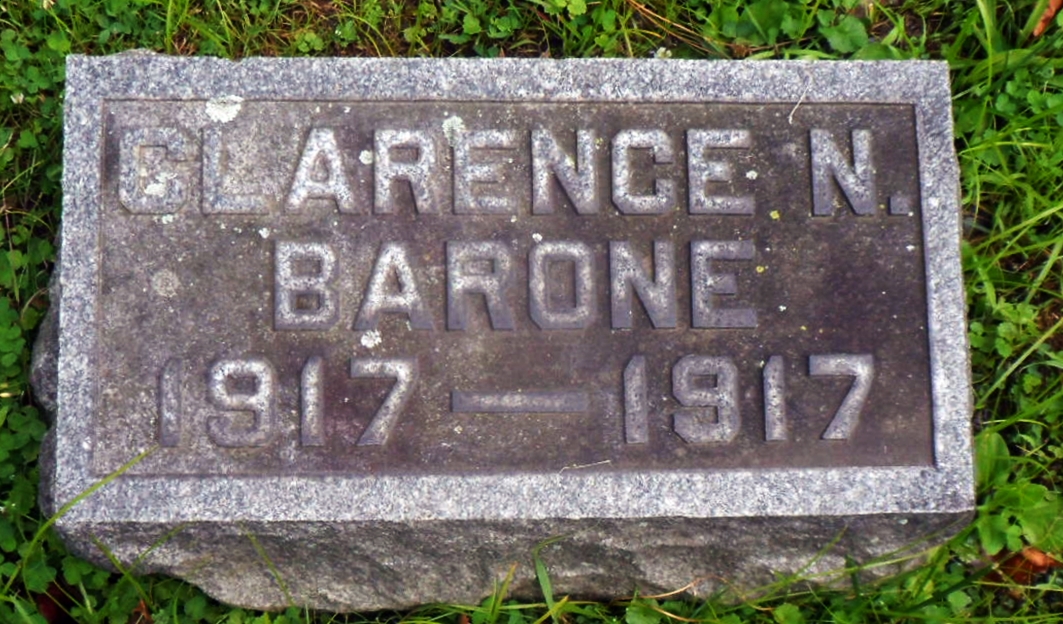 CLARENCE N.
BARONE
1917 — 1917